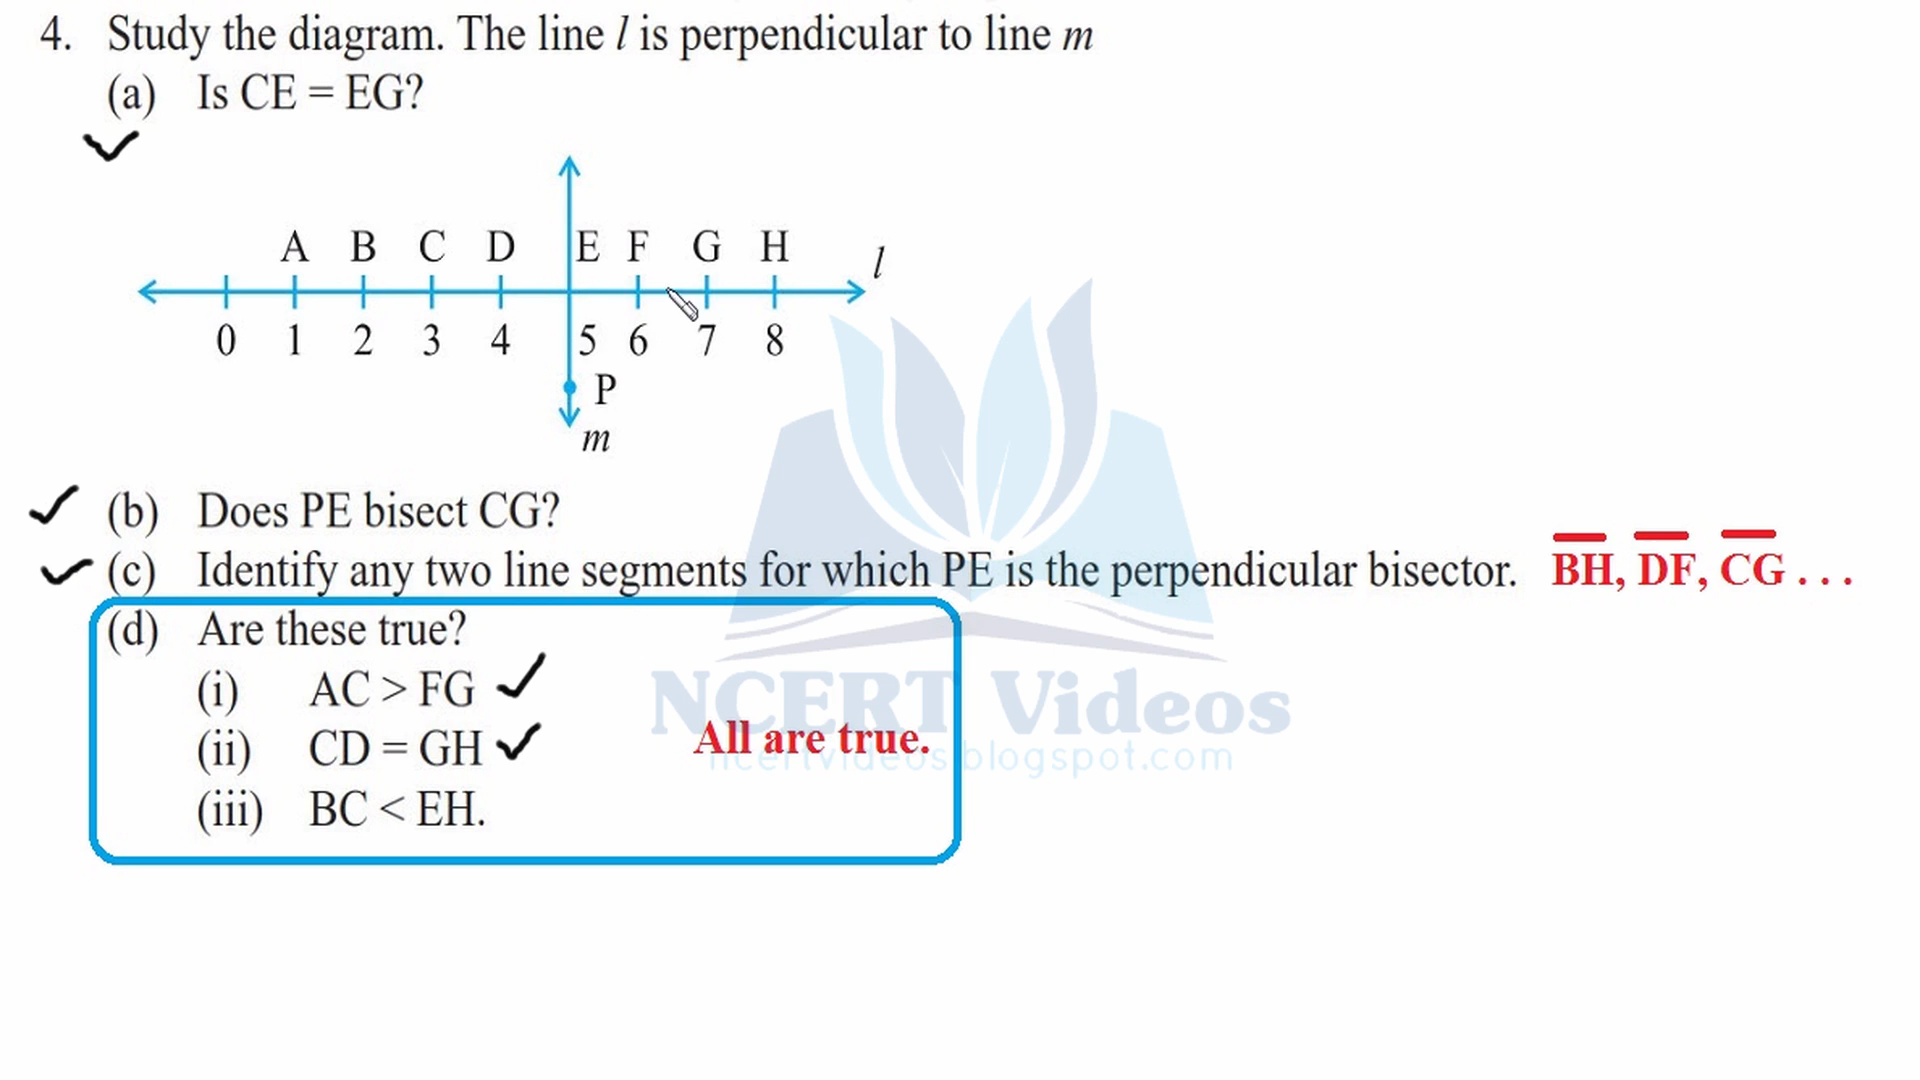 4. Study the diagram. The line l is perpendicular to line m
(a) Is CE = EG?
A B C D E F G H l
0 1 2 3 4 5 6 7 8
P
m
(b) Does PE bisect CG?
(c) Identify any two line segments for which PE is the perpendicular bisector. BH, DF, CG . . .
(d) Are these true?
(i) AC > FG
(ii) CD = GH
All are true.
(iii) BC < EH.
NCERT Videos
ncertvideos.blogspot.com